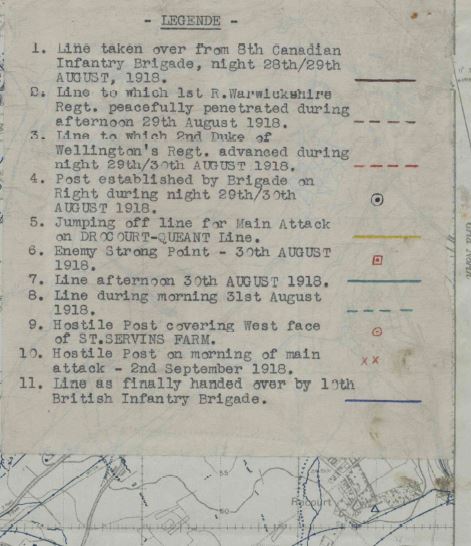 - LEGENDE -
1. Line taken over from 8th Canadian
Infantry Brigade, night 28th/29th
AUGUST, 1918.
2. Line to which 1st R.Warwickshire
Regt. peacefully penetrated during
afternoon 29th August 1918.
3. Line to which 2nd Duke of
Wellington's Regt. advanced during
night 29th/30th AUGUST 1918.
4. Post established by Brigade on
Right during night 29th/30th
AUGUST 1918.
5. Jumping off line for Main Attack
on DROCOURT-QUEANT Line.
6. Enemy Strong Point - 30th AUGUST
1918.
7. Line afternoon 30th AUGUST 1918.
8. Line during morning 31st August
1918.
9. Hostile Post covering West face
of ST.SERVINS FARM.
10. Hostile Post on morning of main
attack - 2nd September 1918.
xx
11. Line as finally handed over by 10th
British Infantry Brigade.
55
50
Récourt